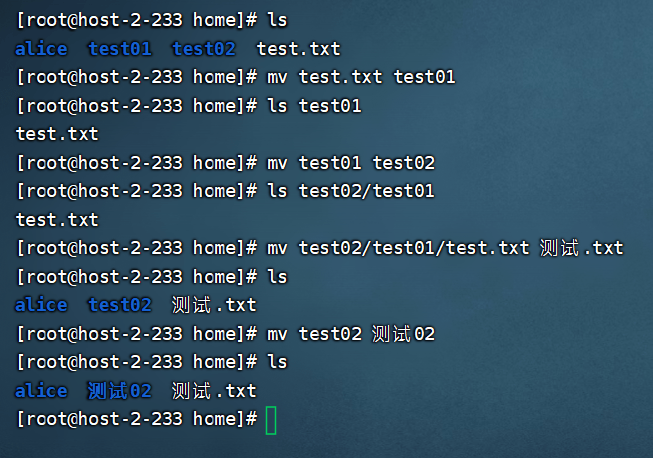 [root@host-2-233 home]# ls
alice  test01  test02  test.txt
[root@host-2-233 home]# mv test.txt test01
[root@host-2-233 home]# ls test01
test.txt
[root@host-2-233 home]# mv test01 test02
[root@host-2-233 home]# ls test02/test01
test.txt
[root@host-2-233 home]# mv test02/test01/test.txt 测试.txt
[root@host-2-233 home]# ls
alice  test02  测试.txt
[root@host-2-233 home]# mv test02 测试02
[root@host-2-233 home]# ls
alice  测试02  测试.txt
[root@host-2-233 home]#